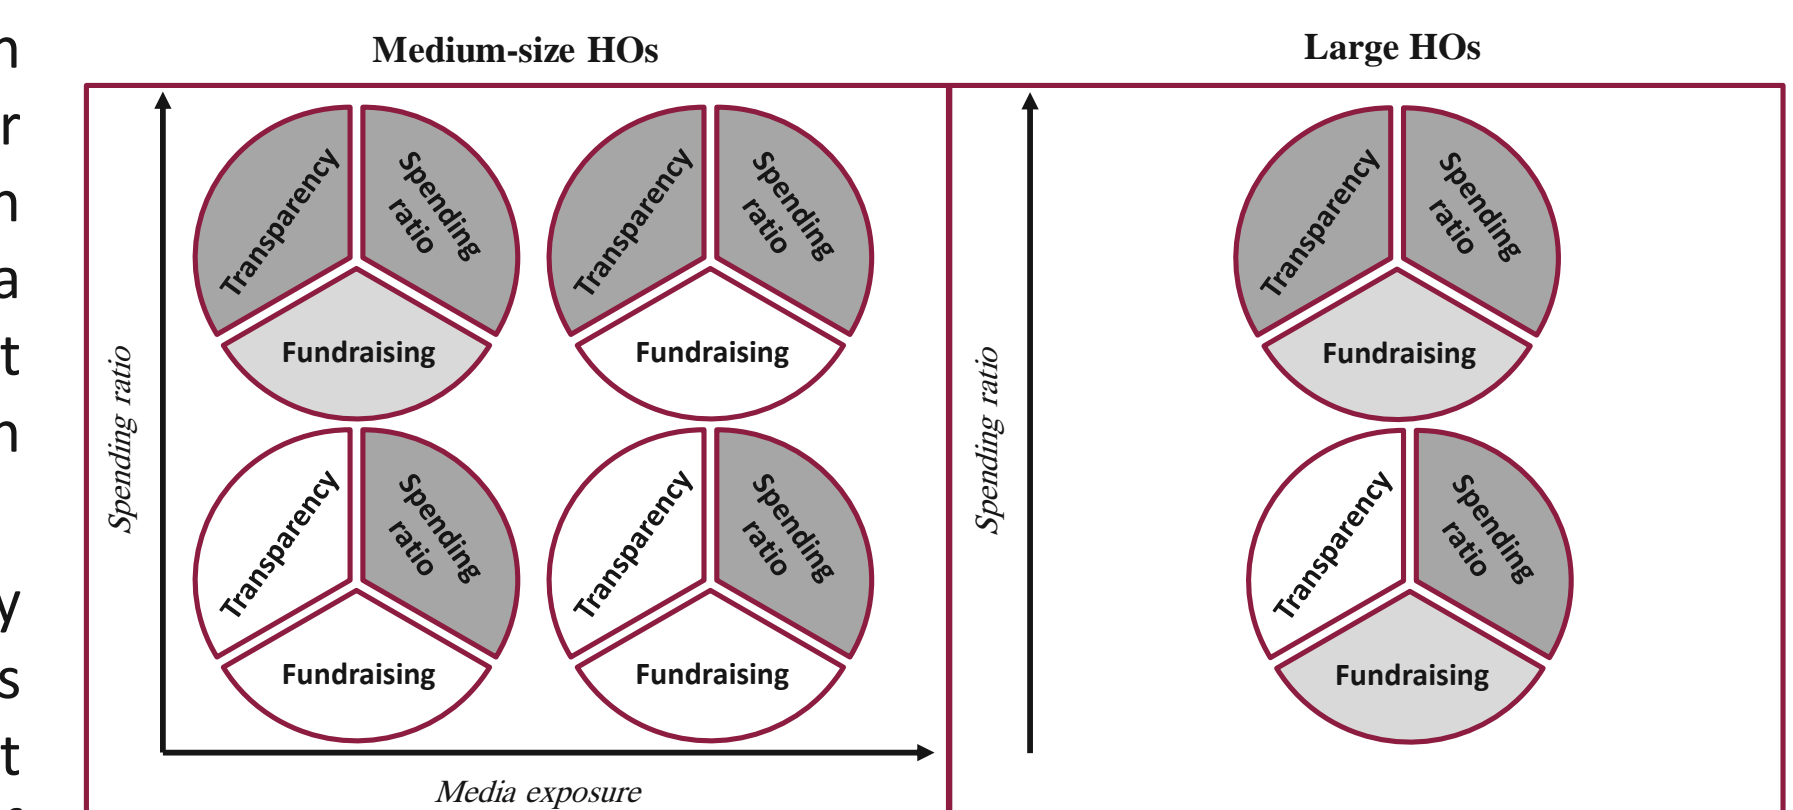 n
r
n
a
t
n
y
s
t
Medium-size HOs
Large HOs
Spending ratio
Transparency
Spending
ratio
Fundraising
Transparency
Spending
ratio
Fundraising
Transparency
Spending
ratio
Fundraising
Transparency
Spending
ratio
Fundraising
Media exposure
Spending ratio
Transparency
Spending
ratio
Fundraising
Transparency
Spending
ratio
Fundraising